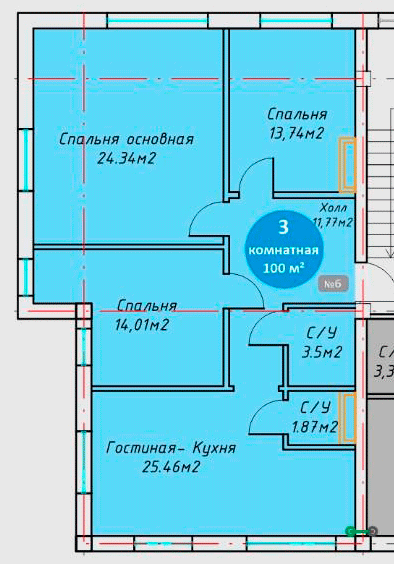 Спальня
13,74м2
Спальня основная
24.34м2
Холл
11,77м2
3
комнатная
100 м²
№6
Спальня
14,01м2
С/У
3.5м2
С/
3,3
С/У
1.87м2
Гостиная- Кухня
25.46м2